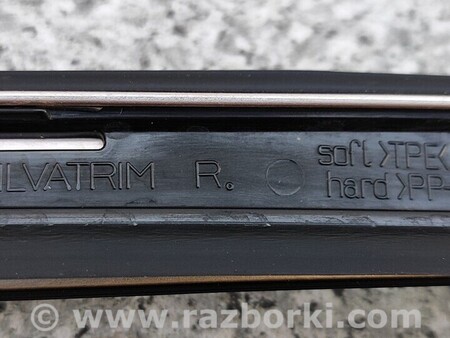 ILVATRIM R. soft >TPE<
hard >PP-
www.razborki.com